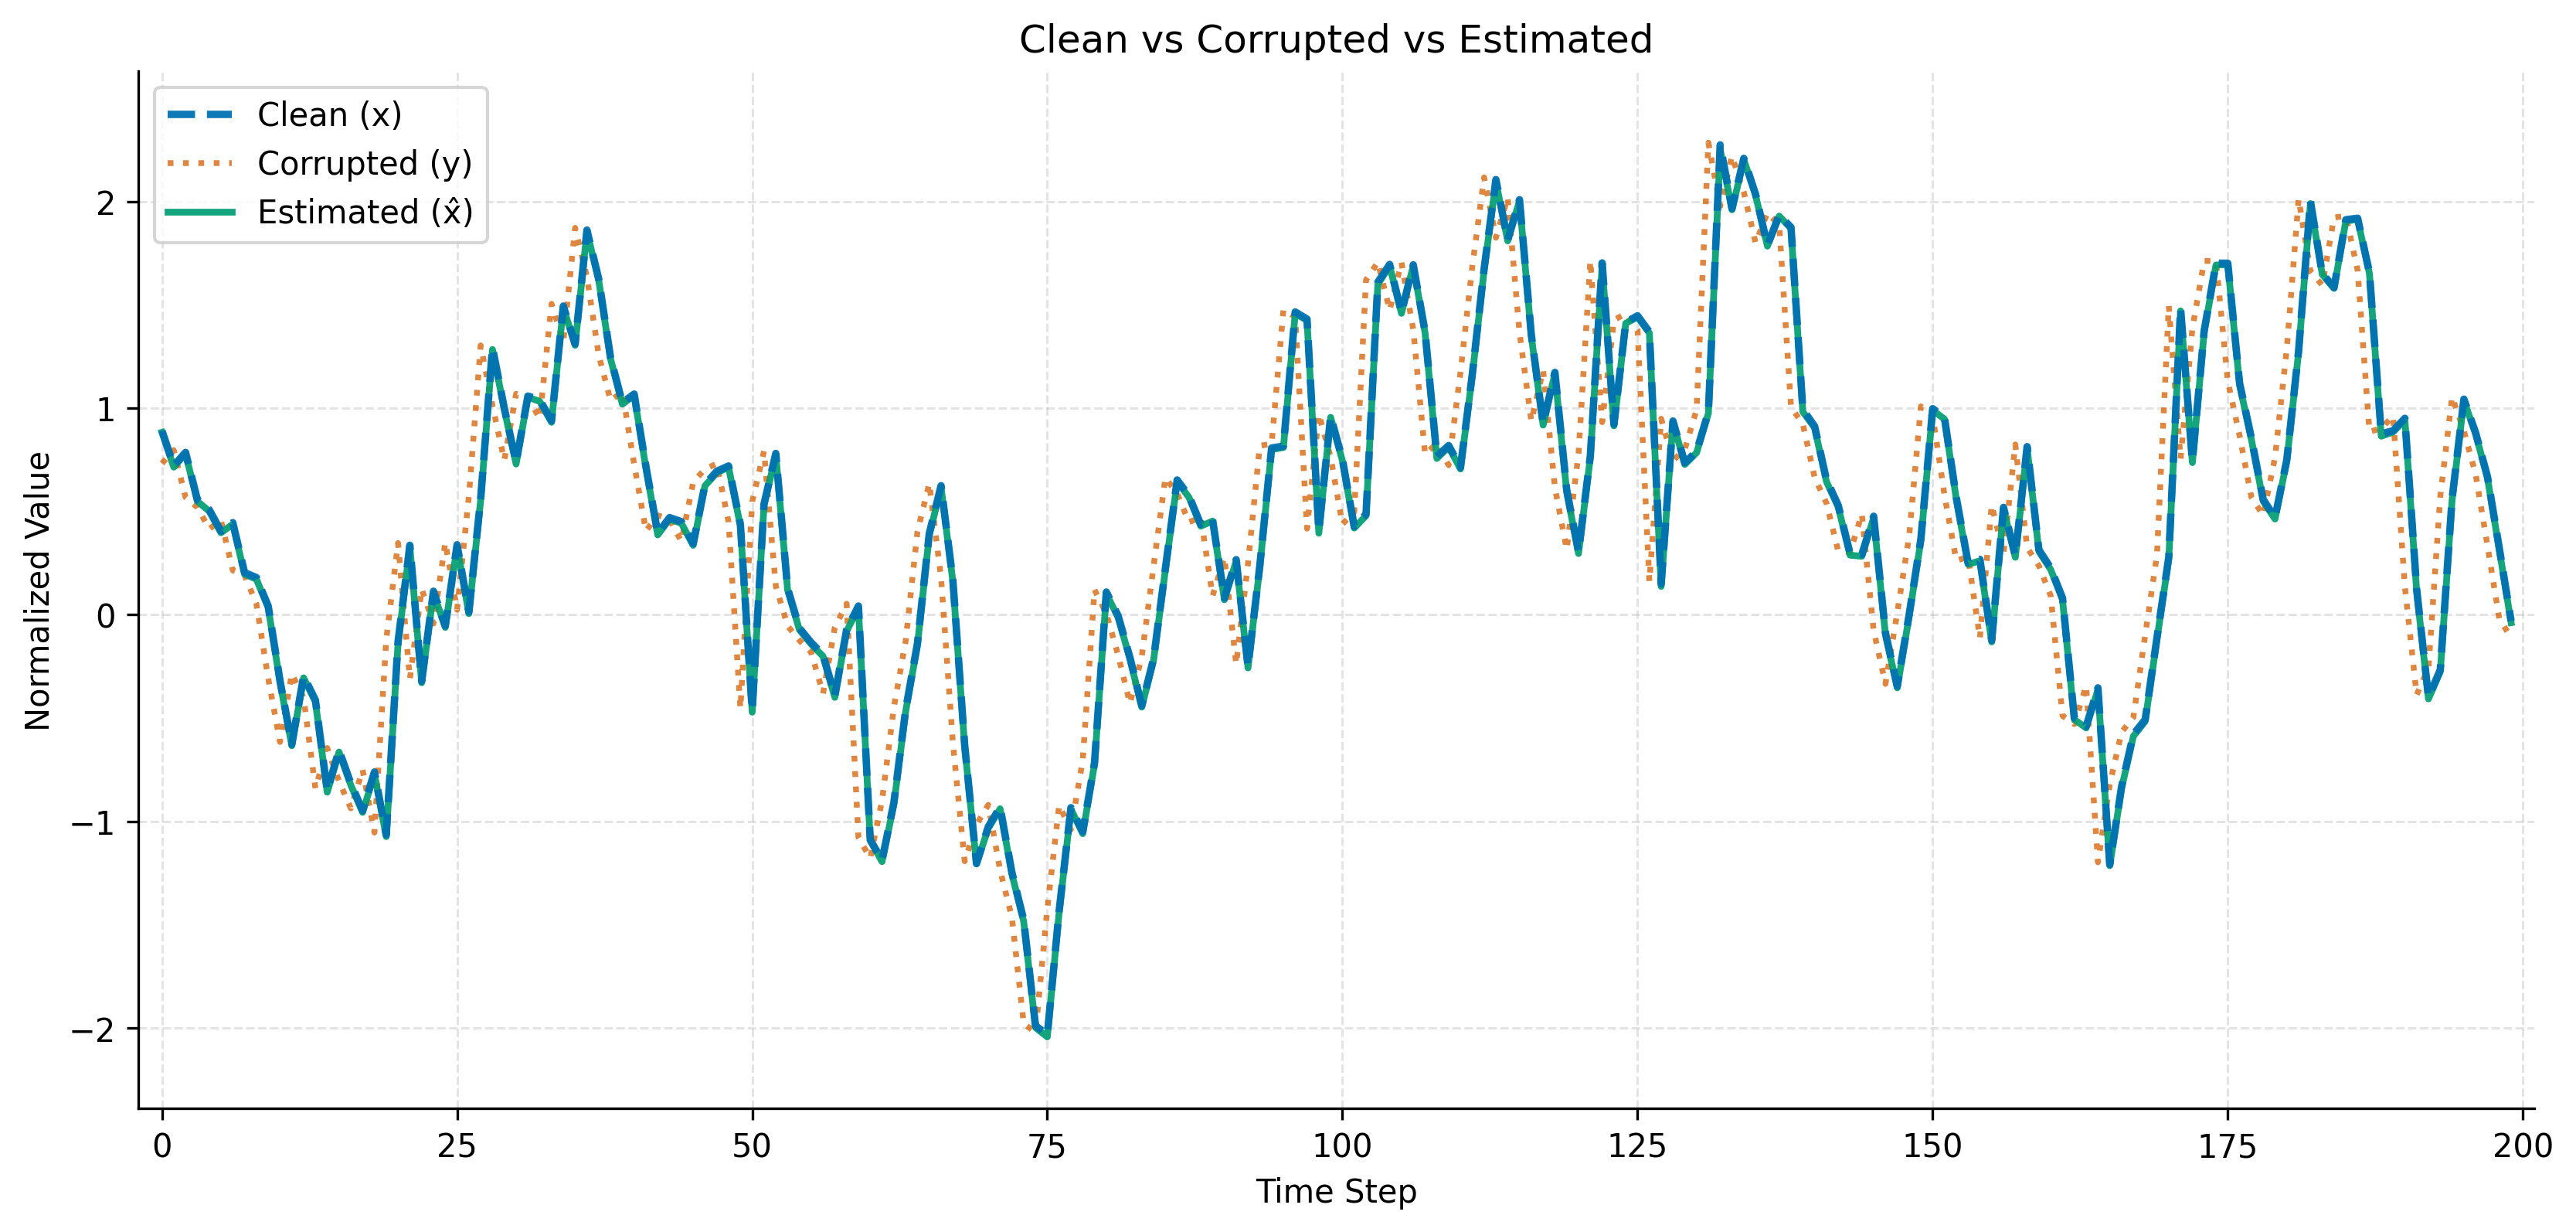 Clean vs Corrupted vs Estimated
Clean (x)
Corrupted (y)
Estimated (x̂)
Normalized Value
2
1
0
−1
−2
0 25 50 75 100 125 150 175 200
Time Step